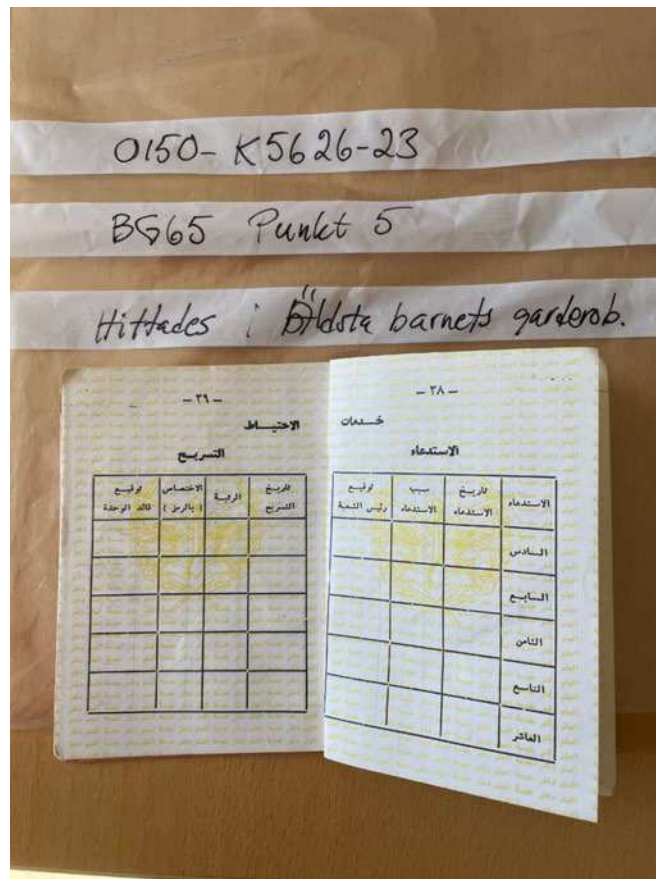 0150-K5626-23
BG65 Punkt 5
Hittades i äldsta barnets garderob.
— ٣٨ —
خدمات
الاستدعاء
الاستدعاء
تاريخ الاستدعاء
سبب الاستدعاء
توقيع رئيس الشعبة
السادس
السابع
الثامن
التاسع
العاشر
— ٣٩ —
الاحتياط
التسريح
تاريخ التسريح
الرتبة
الاختصاص ( بالرمز )
توقيع قائد الوحدة